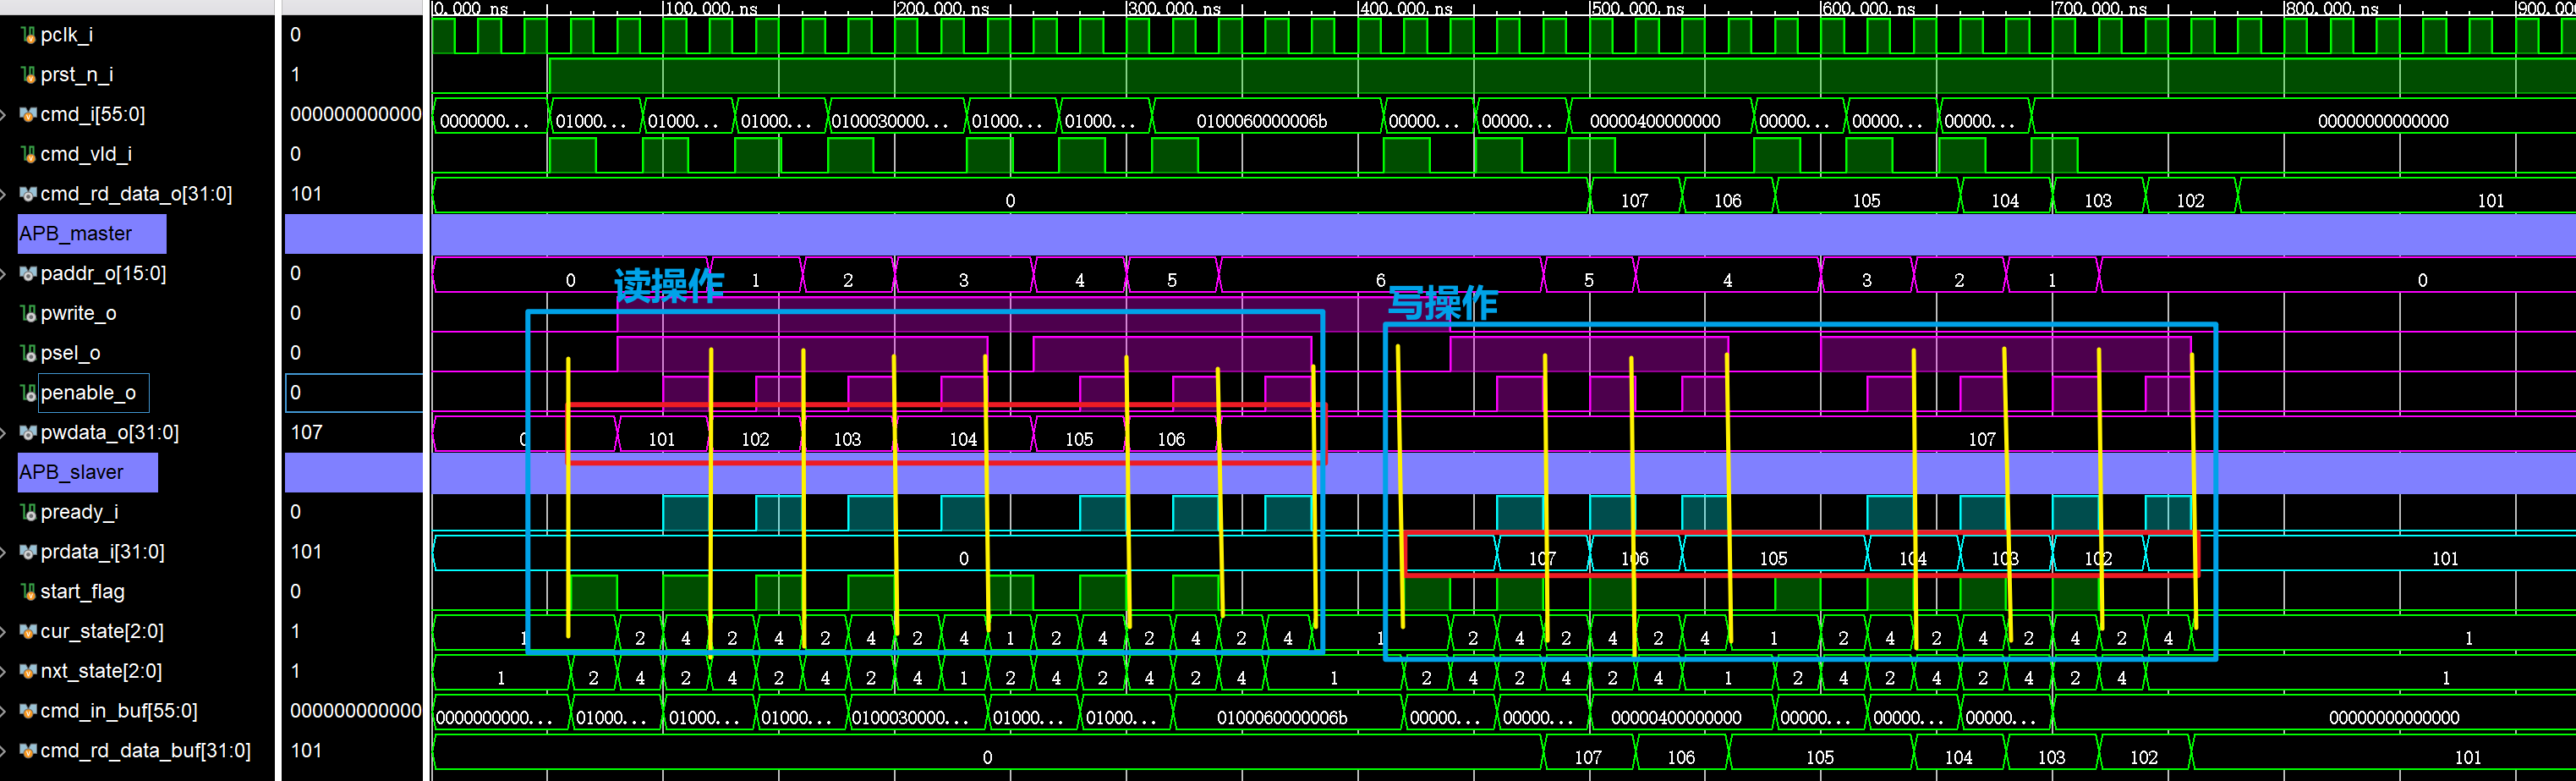 0.000 ns 100.000 ns 200.000 ns 300.000 ns 400.000 ns 500.000 ns 600.000 ns 700.000 ns 800.000 ns 900.00
pclk_i 0
prst_n_i 1
cmd_i[55:0] 000000000000 0000000... 01000... 01000... 01000... 0100030000... 01000... 01000... 0100060000006b 00000... 00000... 00000400000000 00000... 00000... 00000... 00000000000000
cmd_vld_i 0
cmd_rd_data_o[31:0] 101 0 107 106 105 104 103 102 101
APB_master
paddr_o[15:0] 0 0 1 2 3 4 5 6 5 4 3 2 1 0
读操作 写操作
pwrite_o 0
psel_o 0
penable_o 0
pwdata_o[31:0] 107 0 101 102 103 104 105 106 107
APB_slaver
pready_i 0
prdata_i[31:0] 101 0 107 106 105 104 103 102 101
start_flag 0
cur_state[2:0] 1 1 2 4 2 4 2 4 2 4 1 2 4 2 4 2 4 1 2 4 2 4 2 4 1 2 4 2 4 2 4 2 4 1
nxt_state[2:0] 1 1 2 4 2 4 2 4 2 4 1 2 4 2 4 2 4 1 2 4 2 4 2 4 1 2 4 2 4 2 4 2 4 1
cmd_in_buf[55:0] 000000000000 0000000000... 01000... 01000... 01000... 0100030000... 01000... 01000... 0100060000006b 00000... 00000... 00000400000000 00000... 00000... 00000... 00000000000000
cmd_rd_data_buf[31:0] 101 0 107 106 105 104 103 102 101